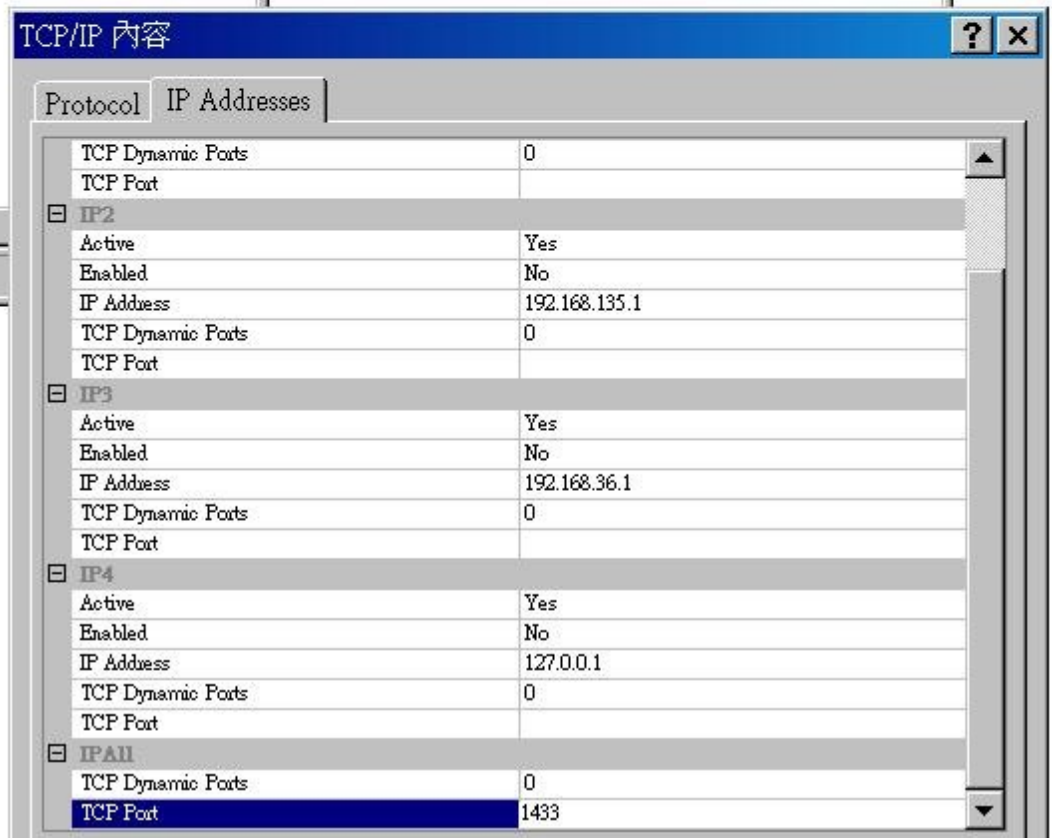 TCP/IP 內容
Protocol IP Addresses
TCP Dynamic Ports 0
TCP Port
IP2
Active Yes
Enabled No
IP Address 192.168.135.1
TCP Dynamic Ports 0
TCP Port
IP3
Active Yes
Enabled No
IP Address 192.168.36.1
TCP Dynamic Ports 0
TCP Port
IP4
Active Yes
Enabled No
IP Address 127.0.0.1
TCP Dynamic Ports 0
TCP Port
IPAll
TCP Dynamic Ports 0
TCP Port 1433